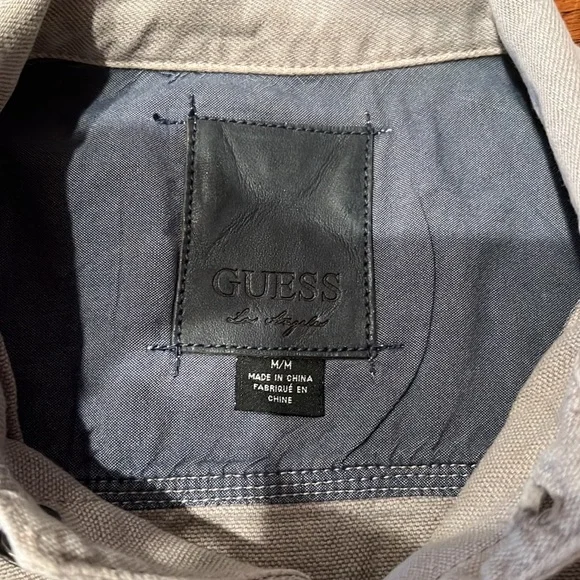 GUESS
Los Angeles
M/M
MADE IN CHINA
FABRIQUÉ EN
CHINE